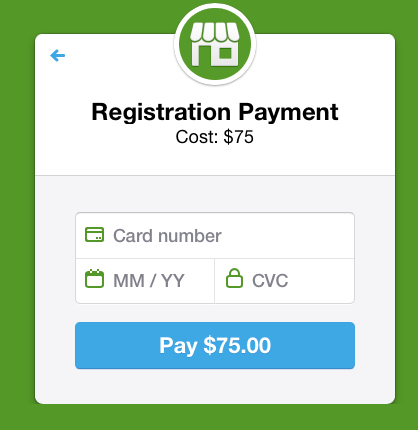 Registration Payment
Cost: $75
Card number
MM / YY
CVC
Pay $75.00